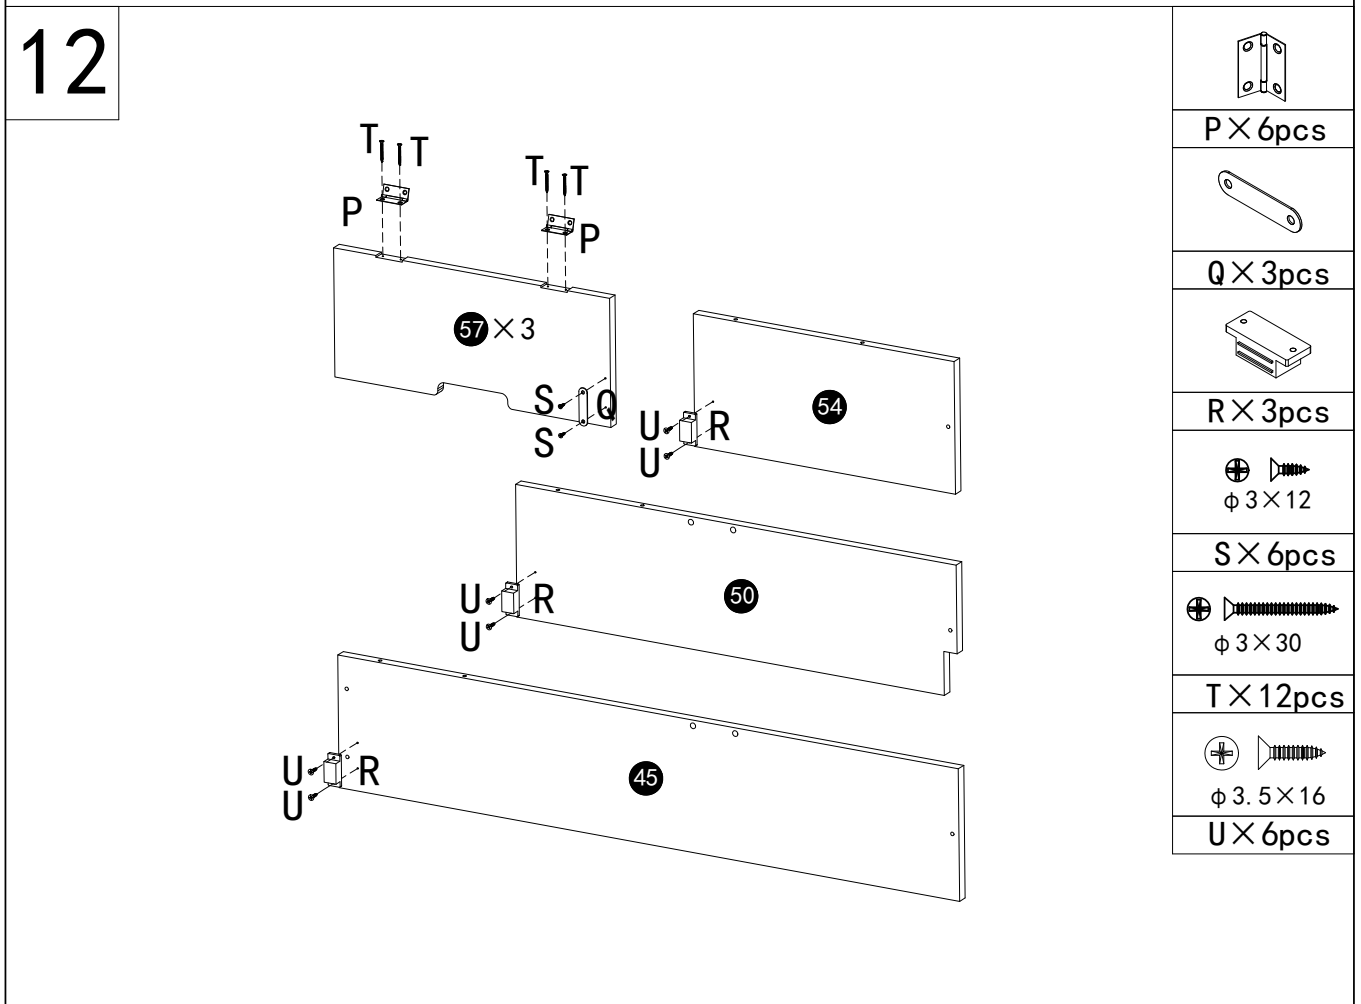 12
T T
P
T T
P
57×3
S Q
S
54
U R
U
50
U R
U
45
U R
U
P×6pcs
Q×3pcs
R×3pcs
φ3×12
S×6pcs
φ3×30
T×12pcs
φ3.5×16
U×6pcs